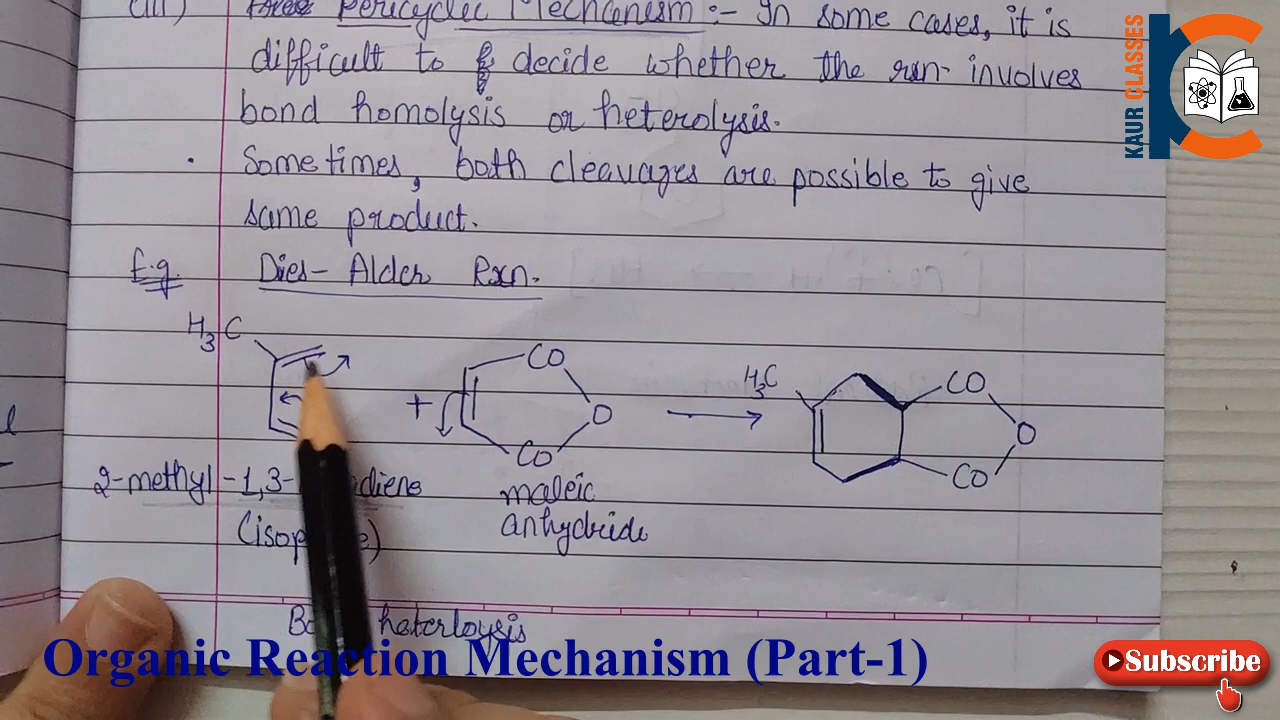 (iii) Pericyclic Mechanism :- In some cases, it is
difficult to decide whether the rxn- involves
bond homolysis or heterolysis.
Sometimes, both cleavages are possible to give
same product.
E.g. Dies-Alder Rxn.
H3C
+
CO
O
CO
H3C
CO
O
CO
2-methyl-1,3-
maleic
(isop
anhydride
heterloysis
Organic Reaction Mechanism (Part-1)
KAUR CLASSES
Subscribe